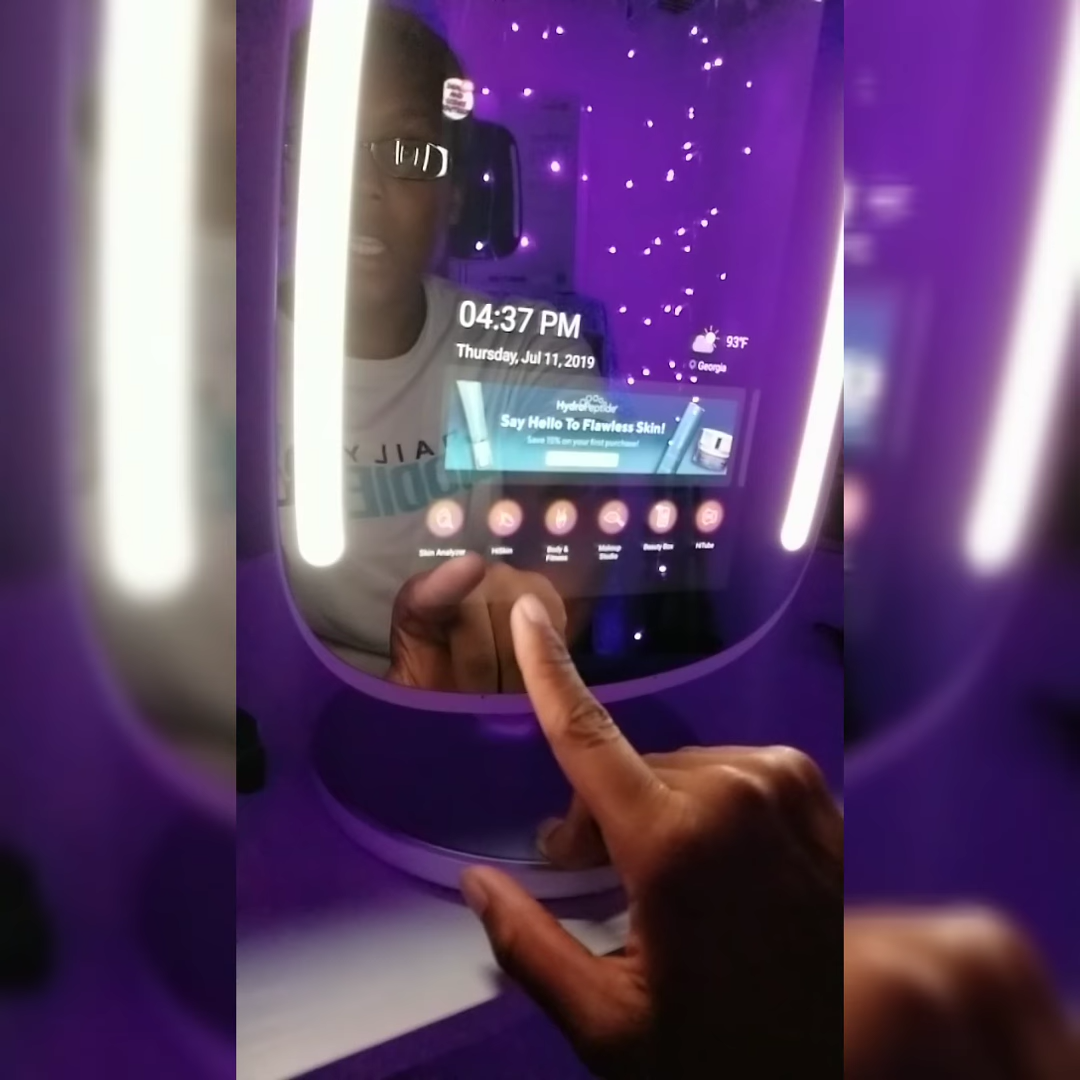 04:37 PM
Thursday, Jul 11, 2019
93°F
Georgia
HydroPeptide
Say Hello To Flawless Skin!
Save 15% on your first purchase!
Skin Analyzer
HiSkin
Body &
Fitness
Makeup
Studio
Beauty Box
HiTube
AILY